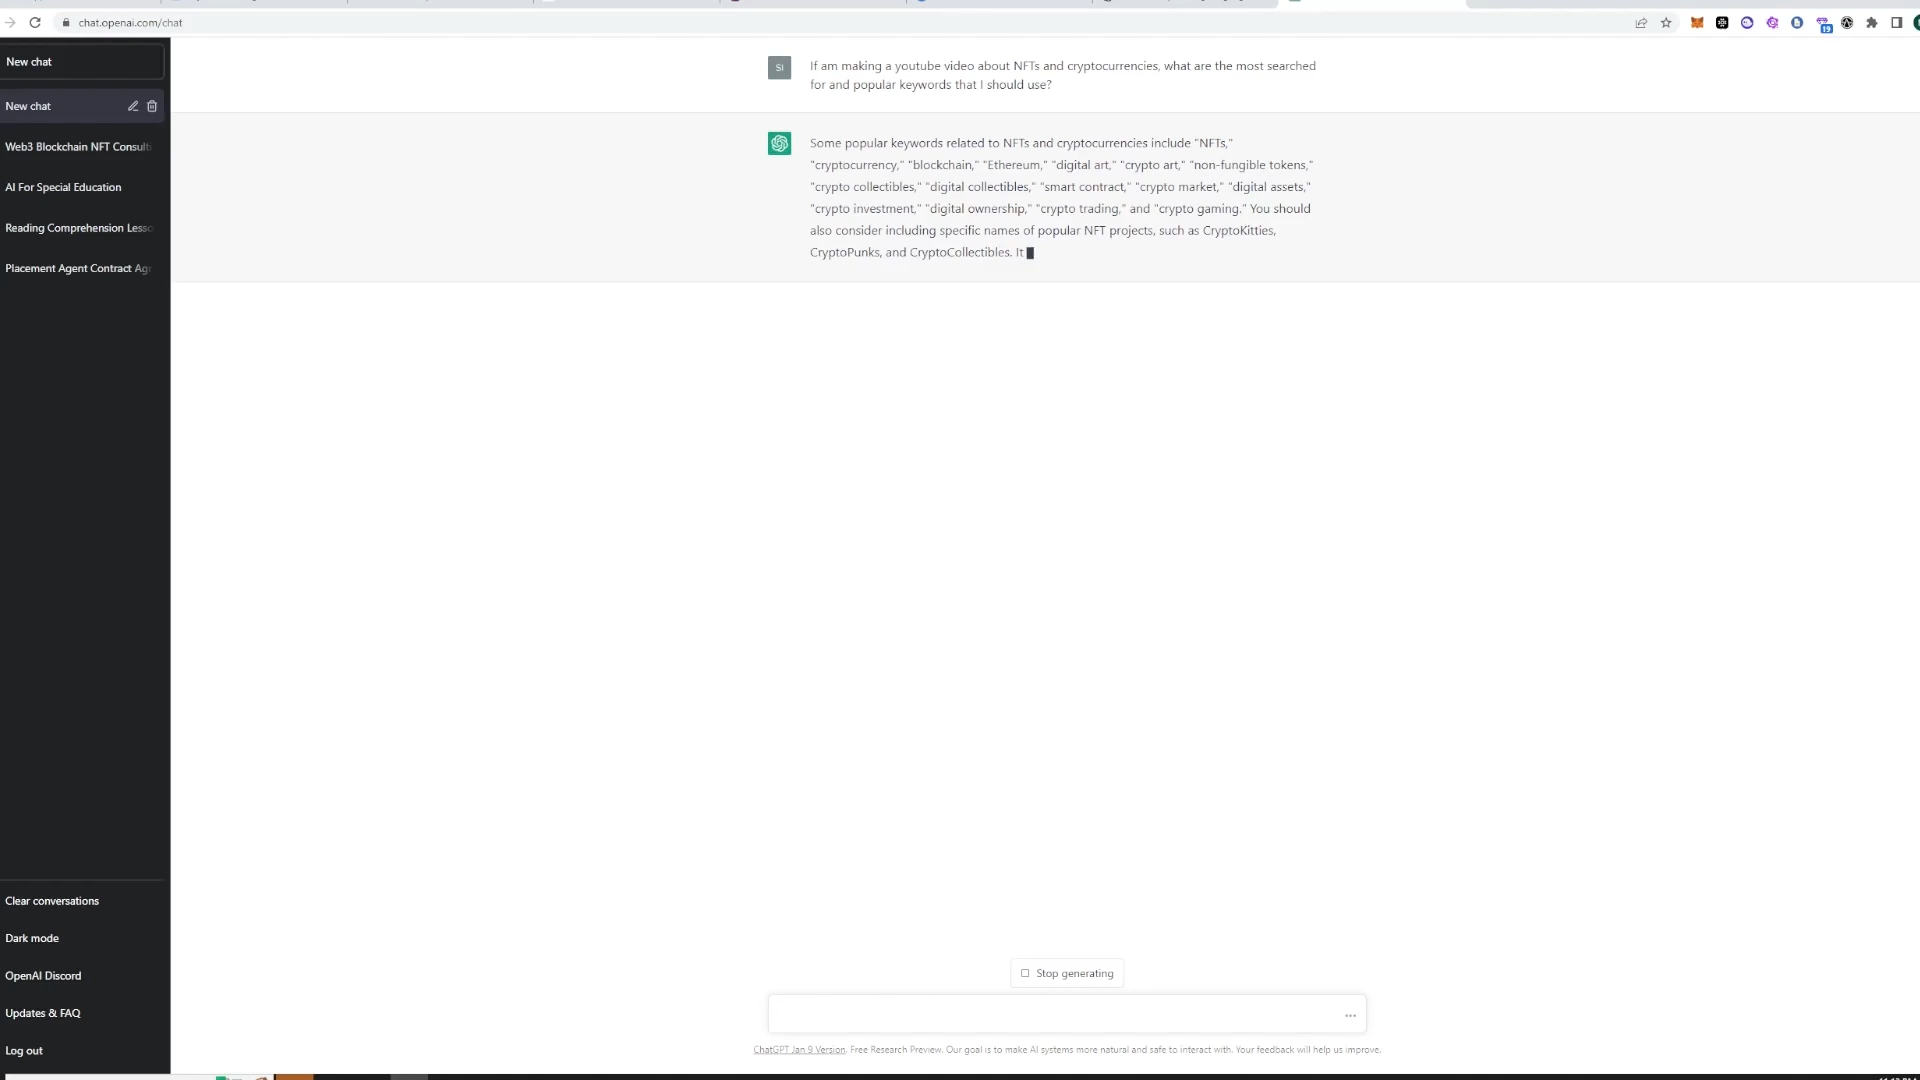 chat.openai.com/chat
19
New chat
New chat
Web3 Blockchain NFT Consulti
AI For Special Education
Reading Comprehension Lesso
Placement Agent Contract Agr
Clear conversations
Dark mode
OpenAI Discord
Updates & FAQ
Log out
SI
If am making a youtube video about NFTs and cryptocurrencies, what are the most searched
for and popular keywords that I should use?
Some popular keywords related to NFTs and cryptocurrencies include "NFTs,"
"cryptocurrency," "blockchain," "Ethereum," "digital art," "crypto art," "non-fungible tokens,"
"crypto collectibles," "digital collectibles," "smart contract," "crypto market," "digital assets,"
"crypto investment," "digital ownership," "crypto trading," and "crypto gaming." You should
also consider including specific names of popular NFT projects, such as CryptoKitties,
CryptoPunks, and CryptoCollectibles. It
Stop generating
ChatGPT Jan 9 Version. Free Research Preview. Our goal is to make AI systems more natural and safe to interact with. Your feedback will help us improve.